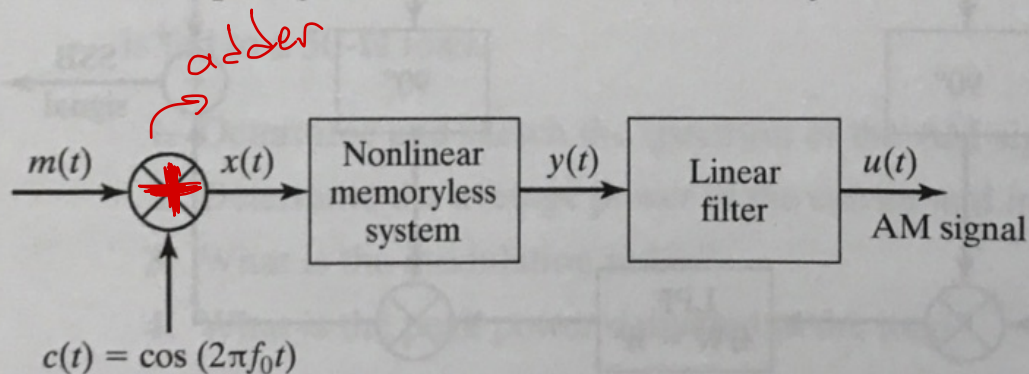 adder
m(t)
x(t)
Nonlinear
memoryless
system
y(t)
Linear
filter
u(t)
AM signal
c(t) = cos (2πf₀t)